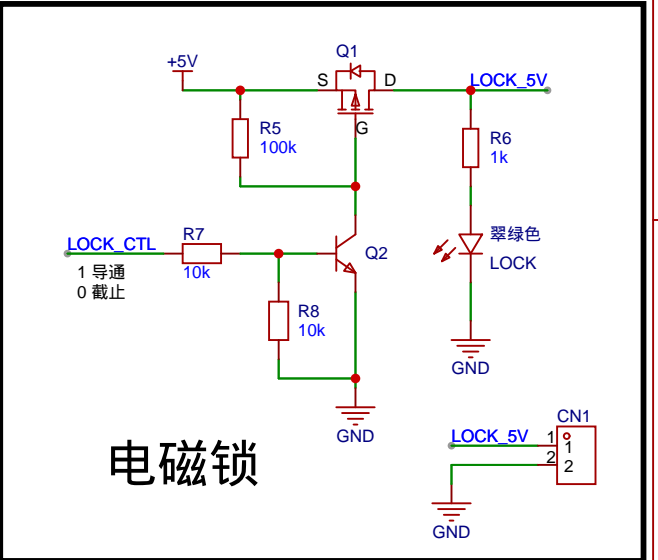 Q1
+5V
S
D
LOCK_5V
G
R5
100k
R6
1k
LOCK_CTL
R7
10k
Q2
翠绿色
LOCK
1 导通
0 截止
R8
10k
GND
GND
CN1
LOCK_5V
1
1
2
2
GND
电磁锁